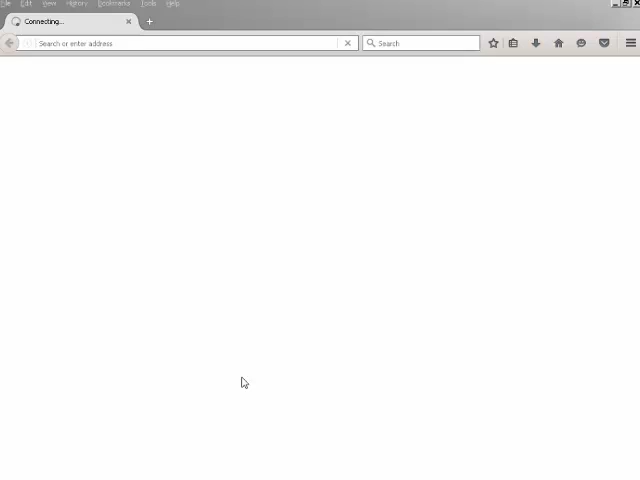 File Edit View History Bookmarks Tools Help
Connecting...
Search or enter address
Search